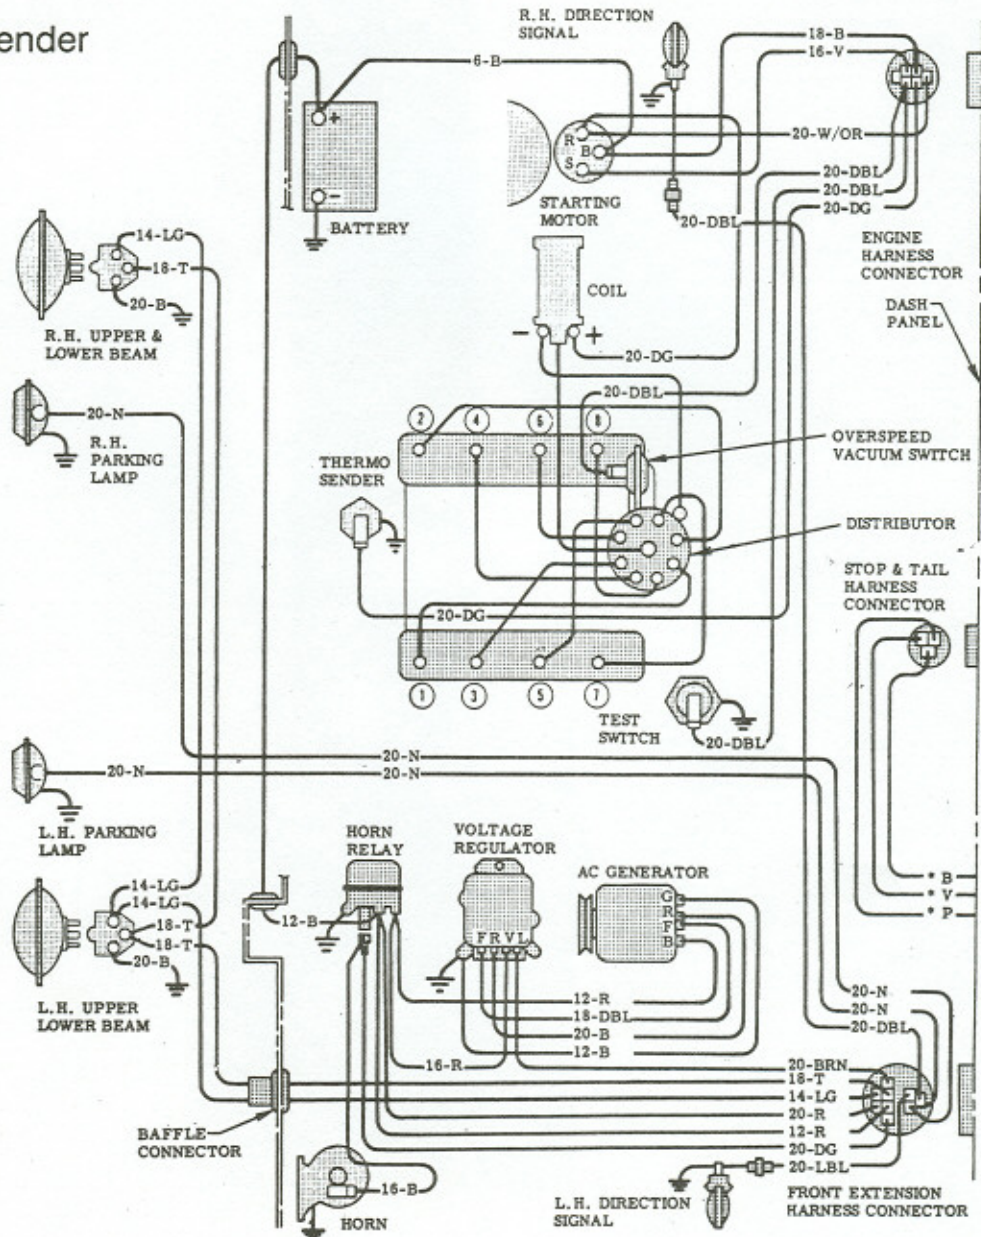 ender
R.H. DIRECTION
SIGNAL
18-B
16-V
6-B
+
-
BATTERY
R
B
S
20-W/OR
STARTING
MOTOR
20-DBL
20-DBL
20-DBL
20-DG
ENGINE
HARNESS
CONNECTOR
14-LG
18-T
20-B
R.H. UPPER &
LOWER BEAM
COIL
-
+
20-DG
20-DBL
DASH
PANEL
20-N
R.H.
PARKING
LAMP
2
4
6
8
THERMO
SENDER
OVERSPEED
VACUUM SWITCH
DISTRIBUTOR
STOP & TAIL
HARNESS
CONNECTOR
20-DG
1
3
5
7
TEST
SWITCH
20-DBL
20-N
20-N
20-N
L.H. PARKING
LAMP
HORN
RELAY
VOLTAGE
REGULATOR
AC GENERATOR
G
R
F
B
* B
* V
* P
14-LG
14-LG
18-T
18-T
20-B
L.H. UPPER
LOWER BEAM
12-B
F R V L
12-R
18-DBL
20-B
12-B
16-R
20-N
20-N
20-DBL
20-BRN
18-T
14-LG
20-R
12-R
20-DG
20-LBL
BAFFLE
CONNECTOR
16-B
HORN
L.H. DIRECTION
SIGNAL
FRONT EXTENSION
HARNESS CONNECTOR